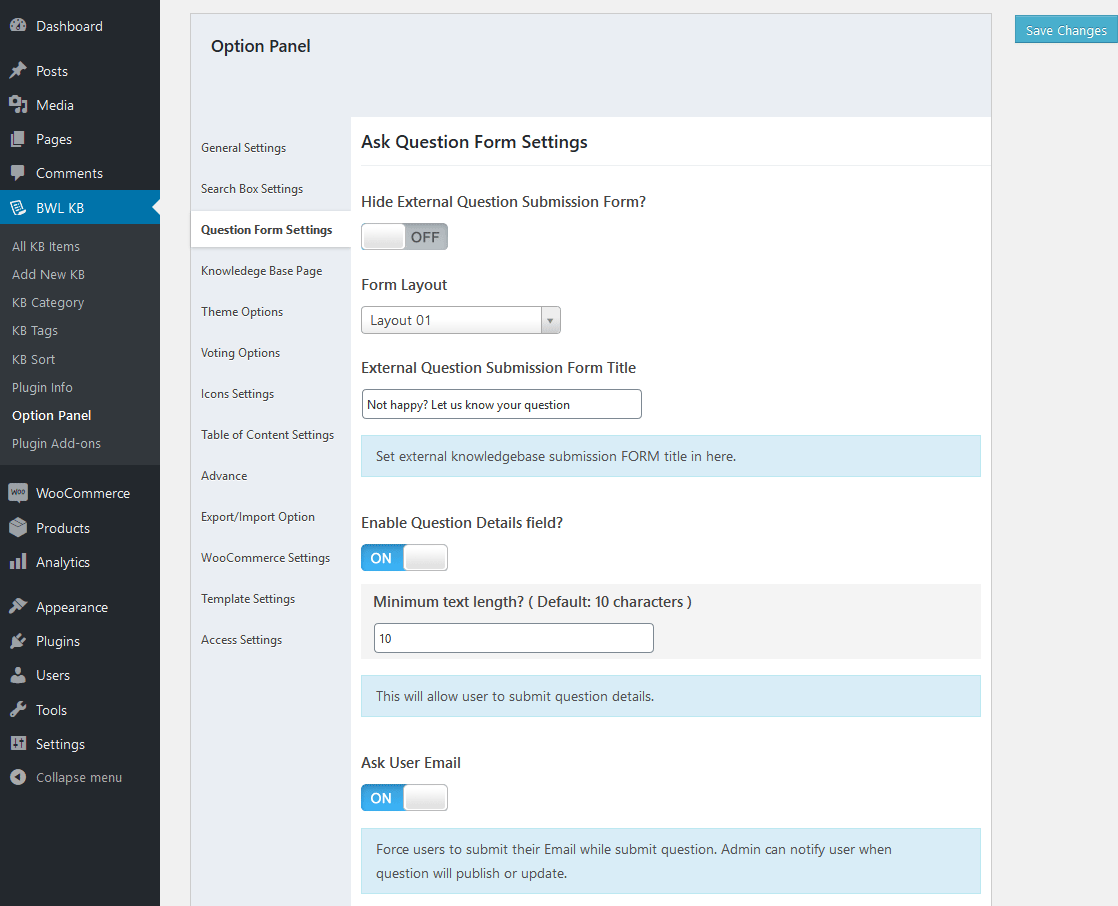 Dashboard
Posts
Media
Pages
Comments
BWL KB
All KB Items
Add New KB
KB Category
KB Tags
KB Sort
Plugin Info
Option Panel
Plugin Add-ons
Woo WooCommerce
Products
Analytics
Appearance
Plugins
Users
Tools
Settings
Collapse menu
Option Panel
Save Changes
General Settings
Search Box Settings
Question Form Settings
Knowledege Base Page
Theme Options
Voting Options
Icons Settings
Table of Content Settings
Advance
Export/Import Option
WooCommerce Settings
Template Settings
Access Settings
Ask Question Form Settings
Hide External Question Submission Form?
OFF
Form Layout
Layout 01
External Question Submission Form Title
Not happy? Let us know your question
Set external knowledgebase submission FORM title in here.
Enable Question Details field?
ON
Minimum text length? ( Default: 10 characters )
10
This will allow user to submit question details.
Ask User Email
ON
Force users to submit their Email while submit question. Admin can notify user when
question will publish or update.